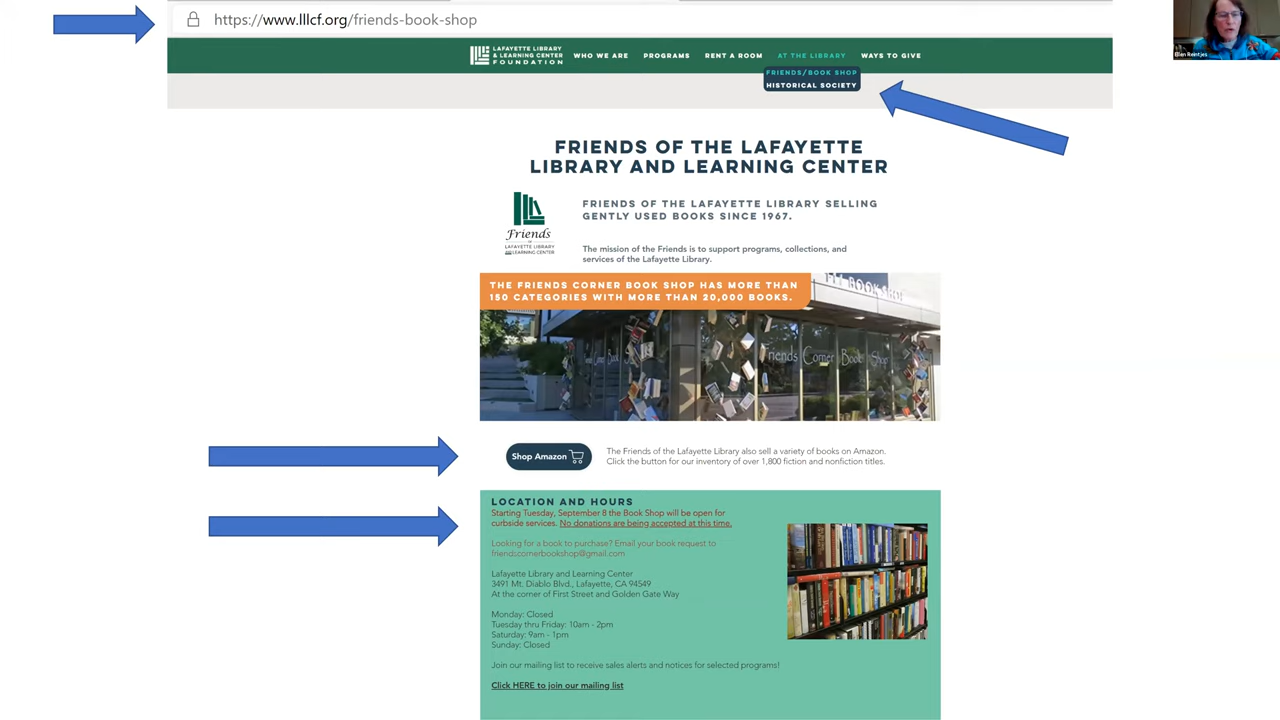 https://www.lllcf.org/friends-book-shop
LAFAYETTE LIBRARY
& LEARNING CENTER
FOUNDATION
WHO WE ARE PROGRAMS RENT A ROOM AT THE LIBRARY WAYS TO GIVE
FRIENDS/BOOK SHOP
HISTORICAL SOCIETY
Ellen Reintjes
FRIENDS OF THE LAFAYETTE
LIBRARY AND LEARNING CENTER
Friends
OF
LAFAYETTE LIBRARY
AND LEARNING CENTER
FRIENDS OF THE LAFAYETTE LIBRARY SELLING
GENTLY USED BOOKS SINCE 1967.
The mission of the Friends is to support programs, collections, and
services of the Lafayette Library.
THE FRIENDS CORNER BOOK SHOP HAS MORE THAN
150 CATEGORIES WITH MORE THAN 20,000 BOOKS.
BOOK SHOP
Friends Corner Book Shop
Shop Amazon
The Friends of the Lafayette Library also sell a variety of books on Amazon.
Click the button for our inventory of over 1,800 fiction and nonfiction titles.
LOCATION AND HOURS
Starting Tuesday, September 8 the Book Shop will be open for
curbside services. No donations are being accepted at this time.
Looking for a book to purchase? Email your book request to
friendscornerbookshop@gmail.com
Lafayette Library and Learning Center
3491 Mt. Diablo Blvd., Lafayette, CA 94549
At the corner of First Street and Golden Gate Way
Monday: Closed
Tuesday thru Friday: 10am - 2pm
Saturday: 9am - 1pm
Sunday: Closed
Join our mailing list to receive sales alerts and notices for selected programs!
Click HERE to join our mailing list